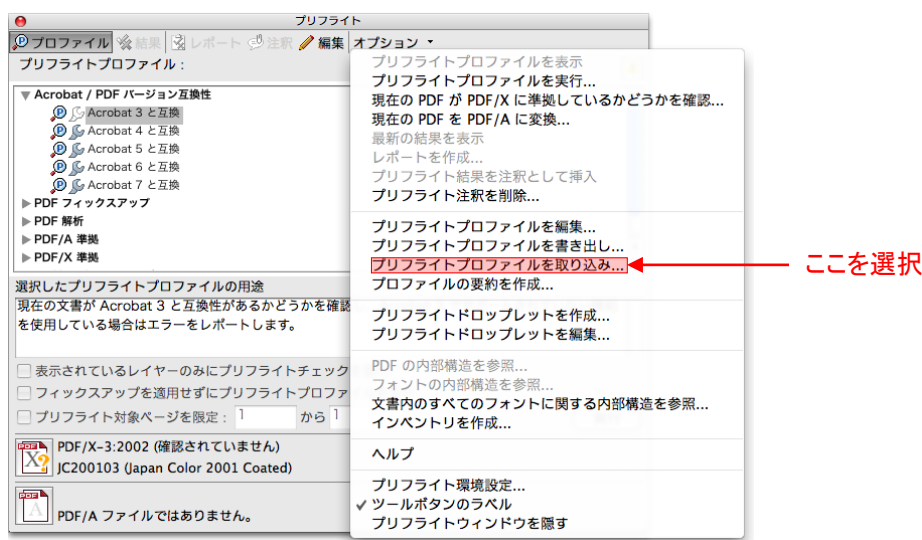 プリフライト
プロファイル 結果 レポート 注釈 編集 オプション
プリフライトプロファイル：
Acrobat / PDF バージョン互換性
Acrobat 3 と互換
Acrobat 4 と互換
Acrobat 5 と互換
Acrobat 6 と互換
Acrobat 7 と互換
PDF フィックスアップ
PDF 解析
PDF/A 準拠
PDF/X 準拠
選択したプリフライトプロファイルの用途
現在の文書が Acrobat 3 と互換性があるかどうかを確認
を使用している場合はエラーをレポートします。
表示されているレイヤーのみにプリフライトチェック
フィックスアップを適用せずにプリフライトプロファ
プリフライト対象ページを限定： 1 から 1
PDF/X-3:2002 (確認されていません)
JC200103 (Japan Color 2001 Coated)
PDF/A ファイルではありません。
プリフライトプロファイルを表示
プリフライトプロファイルを実行...
現在の PDF が PDF/X に準拠しているかどうかを確認...
現在の PDF を PDF/A に変換...
最新の結果を表示
レポートを作成...
プリフライト結果を注釈として挿入
プリフライト注釈を削除...
プリフライトプロファイルを編集...
プリフライトプロファイルを書き出し...
プリフライトプロファイルを取り込み...
プロファイルの要約を作成...
プリフライトドロップレットを作成...
プリフライトドロップレットを編集...
PDF の内部構造を参照...
フォントの内部構造を参照...
文書内のすべてのフォントに関する内部構造を参照...
インベントリを作成...
ヘルプ
プリフライト環境設定...
✓ ツールボタンのラベル
プリフライトウィンドウを隠す
ここを選択